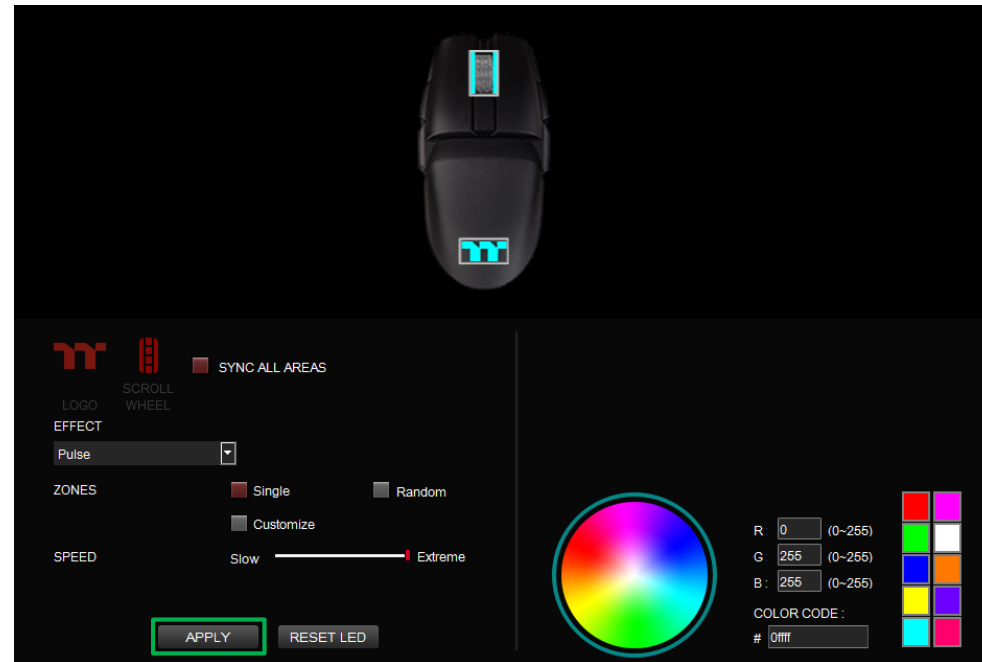 SYNC ALL AREAS
LOGO
SCROLL
WHEEL
EFFECT
Pulse
ZONES
Single
Random
Customize
SPEED
Slow
Extreme
APPLY
RESET LED
R 0 (0~255)
G 255 (0~255)
B : 255 (0~255)
COLOR CODE :
# 0ffff